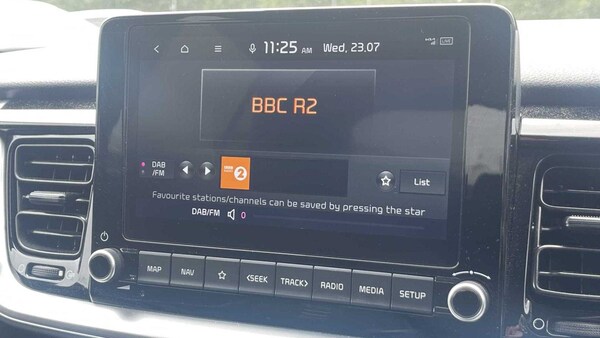 11:25 AM Wed, 23.07
BBC R2
DAB
/FM
2
List
Favourite stations/channels can be saved by pressing the star
DAB/FM 0
MAP NAV <SEEK TRACK> RADIO MEDIA SETUP